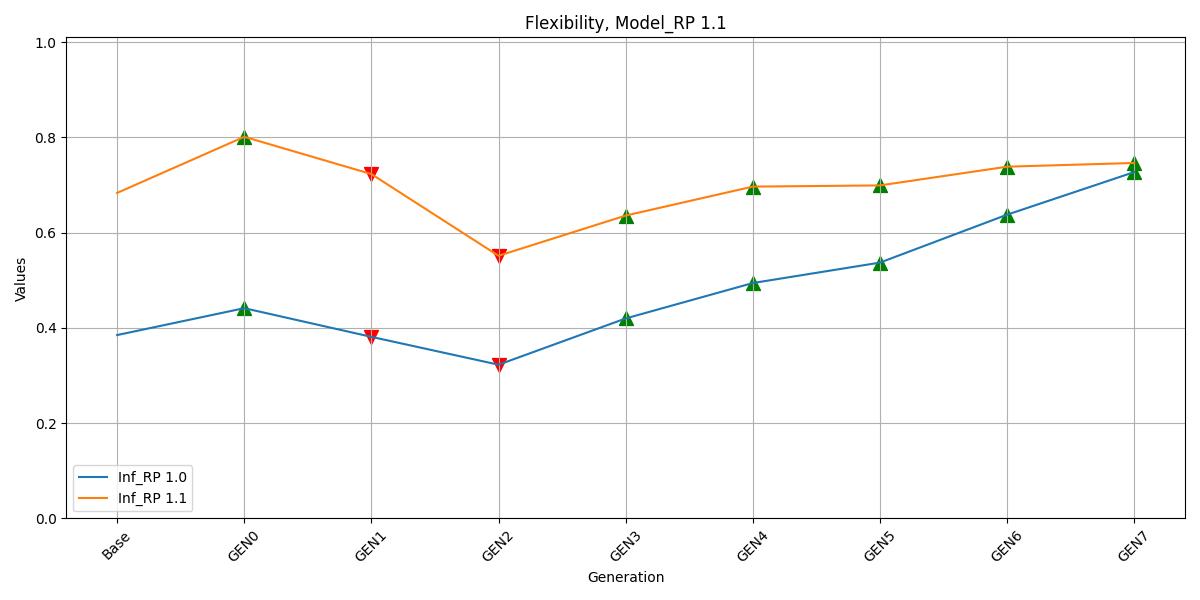 Flexibility, Model_RP 1.1
1.0
0.8
0.6
0.4
0.2
0.0
Values
Inf_RP 1.0
Inf_RP 1.1
Base
GEN0
GEN1
GEN2
GEN3
GEN4
GEN5
GEN6
GEN7
Generation